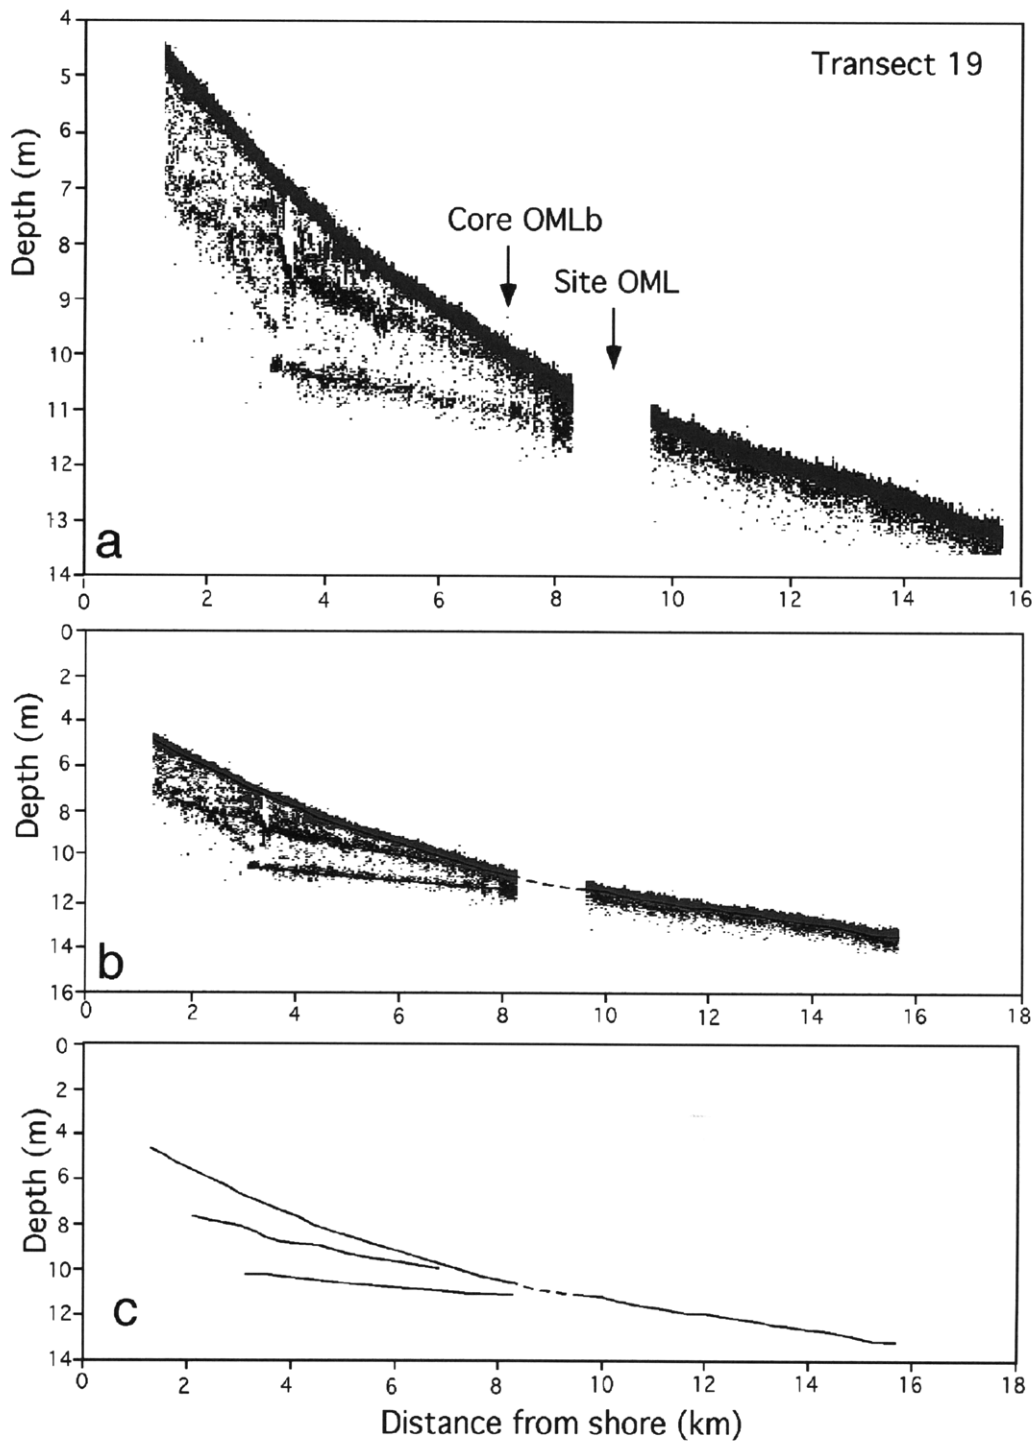 Transect 19
Depth (m)
4
5
6
7
8
9
10
11
12
13
14
Core OMLb
Site OML
a
0 2 4 6 8 10 12 14 16
Depth (m)
0
2
4
6
8
10
12
14
16
b
0 2 4 6 8 10 12 14 16 18
Depth (m)
0
2
4
6
8
10
12
14
c
0 2 4 6 8 10 12 14 16 18
Distance from shore (km)